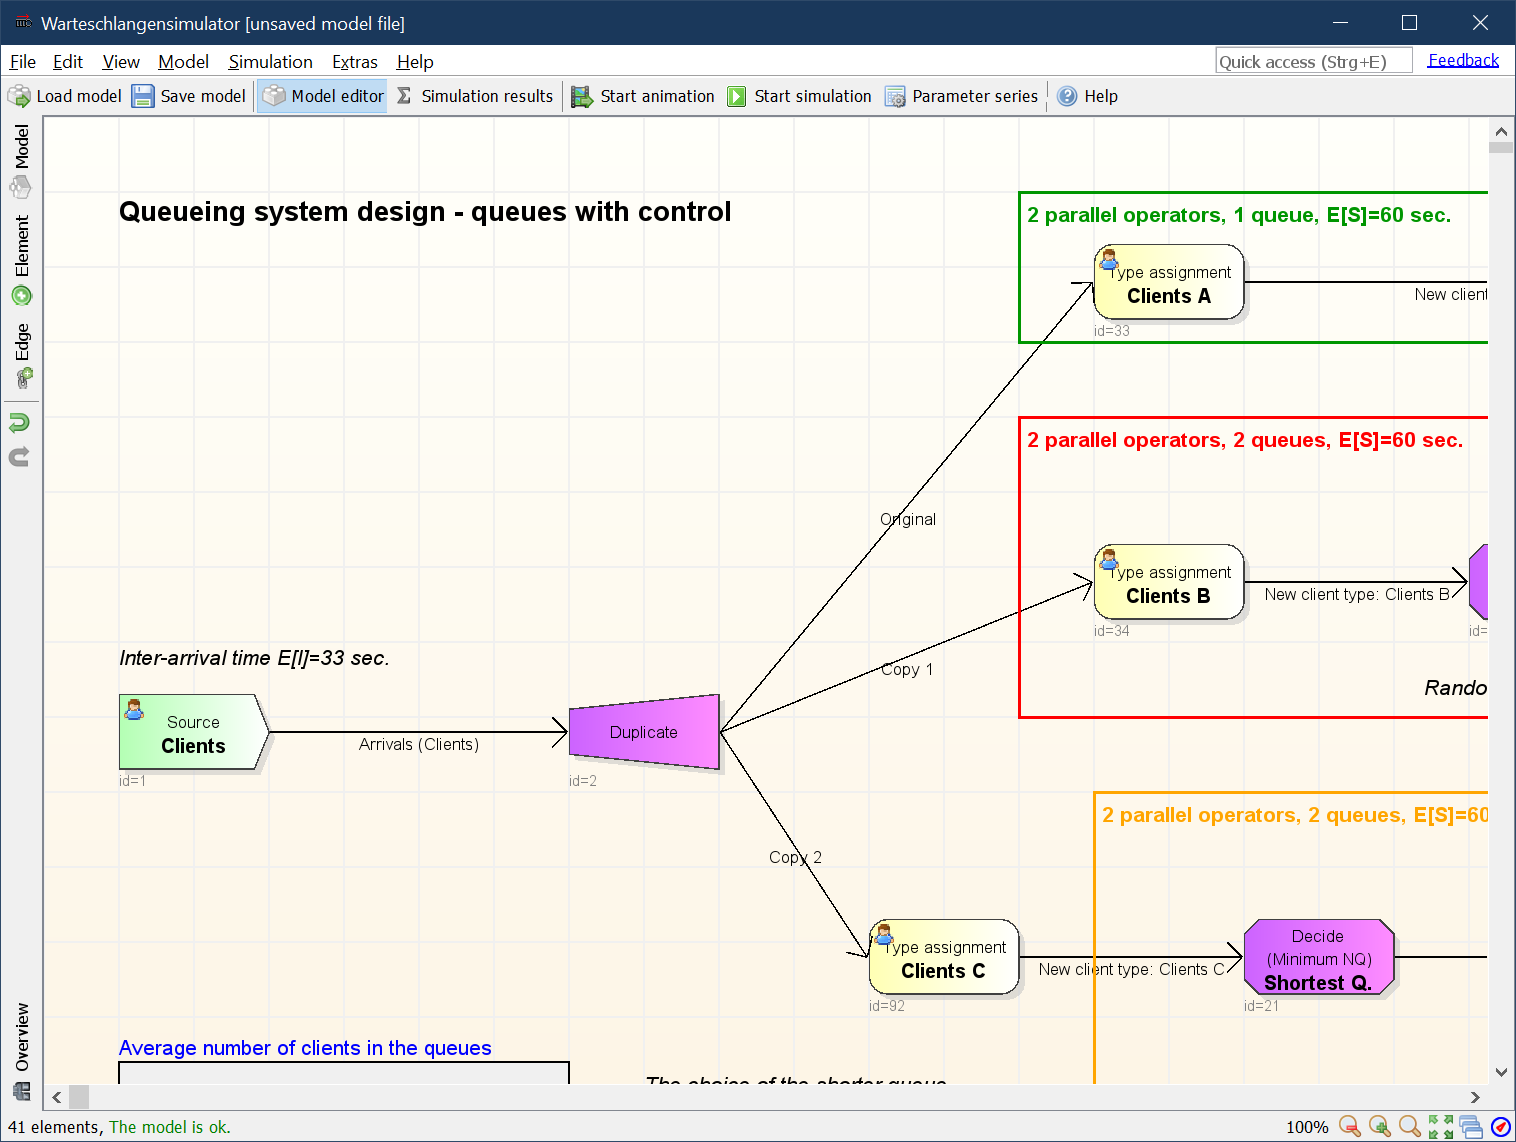 Warteschlangensimulator [unsaved model file]
File Edit View Model Simulation Extras Help
Quick access (Strg+E) Feedback
Load model Save model Model editor Simulation results Start animation Start simulation Parameter series Help
Model
Element
Edge
Overview
Queueing system design - queues with control
2 parallel operators, 1 queue, E[S]=60 sec.
Type assignment
Clients A
New client
id=33
2 parallel operators, 2 queues, E[S]=60 sec.
Original
Type assignment
Clients B
New client type: Clients B
id=34
id=
Copy 1
Rando
Inter-arrival time E[I]=33 sec.
Source
Clients
Arrivals (Clients)
id=1
Duplicate
id=2
2 parallel operators, 2 queues, E[S]=60
Copy 2
Type assignment
Clients C
New client type: Clients C
id=92
Decide
(Minimum NQ)
Shortest Q.
id=21
Average number of clients in the queues
The choice of the shorter queue
41 elements, The model is ok.
100%